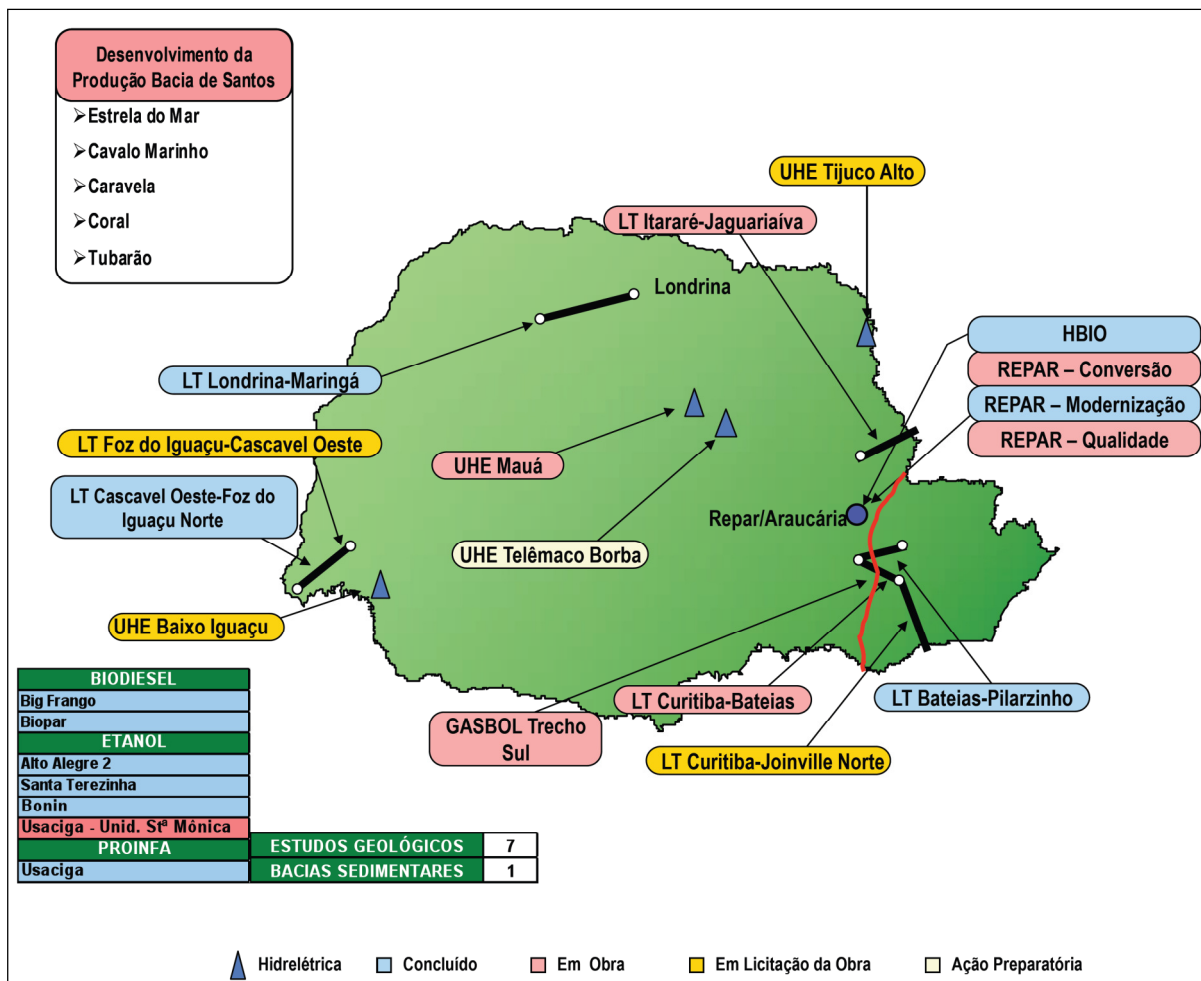 Desenvolvimento da
Produção Bacia de Santos
➢Estrela do Mar
➢Cavalo Marinho
➢Caravela
➢Coral
➢Tubarão
UHE Tijuco Alto
LT Itararé-Jaguariaíva
Londrina
HBIO
REPAR – Conversão
REPAR – Modernização
REPAR – Qualidade
LT Londrina-Maringá
LT Foz do Iguaçu-Cascavel Oeste
UHE Mauá
LT Cascavel Oeste-Foz do
Iguaçu Norte
Repar/Araucária
UHE Telêmaco Borba
UHE Baixo Iguaçu
LT Curitiba-Bateias
LT Bateias-Pilarzinho
GASBOL Trecho
Sul
LT Curitiba-Joinville Norte
BIODIESEL
Big Frango
Biopar
ETANOL
Alto Alegre 2
Santa Terezinha
Bonin
Usaciga - Unid. Stª Mônica
PROINFA
Usaciga
ESTUDOS GEOLÓGICOS 7
BACIAS SEDIMENTARES 1
Hidrelétrica Concluído Em Obra Em Licitação da Obra Ação Preparatória